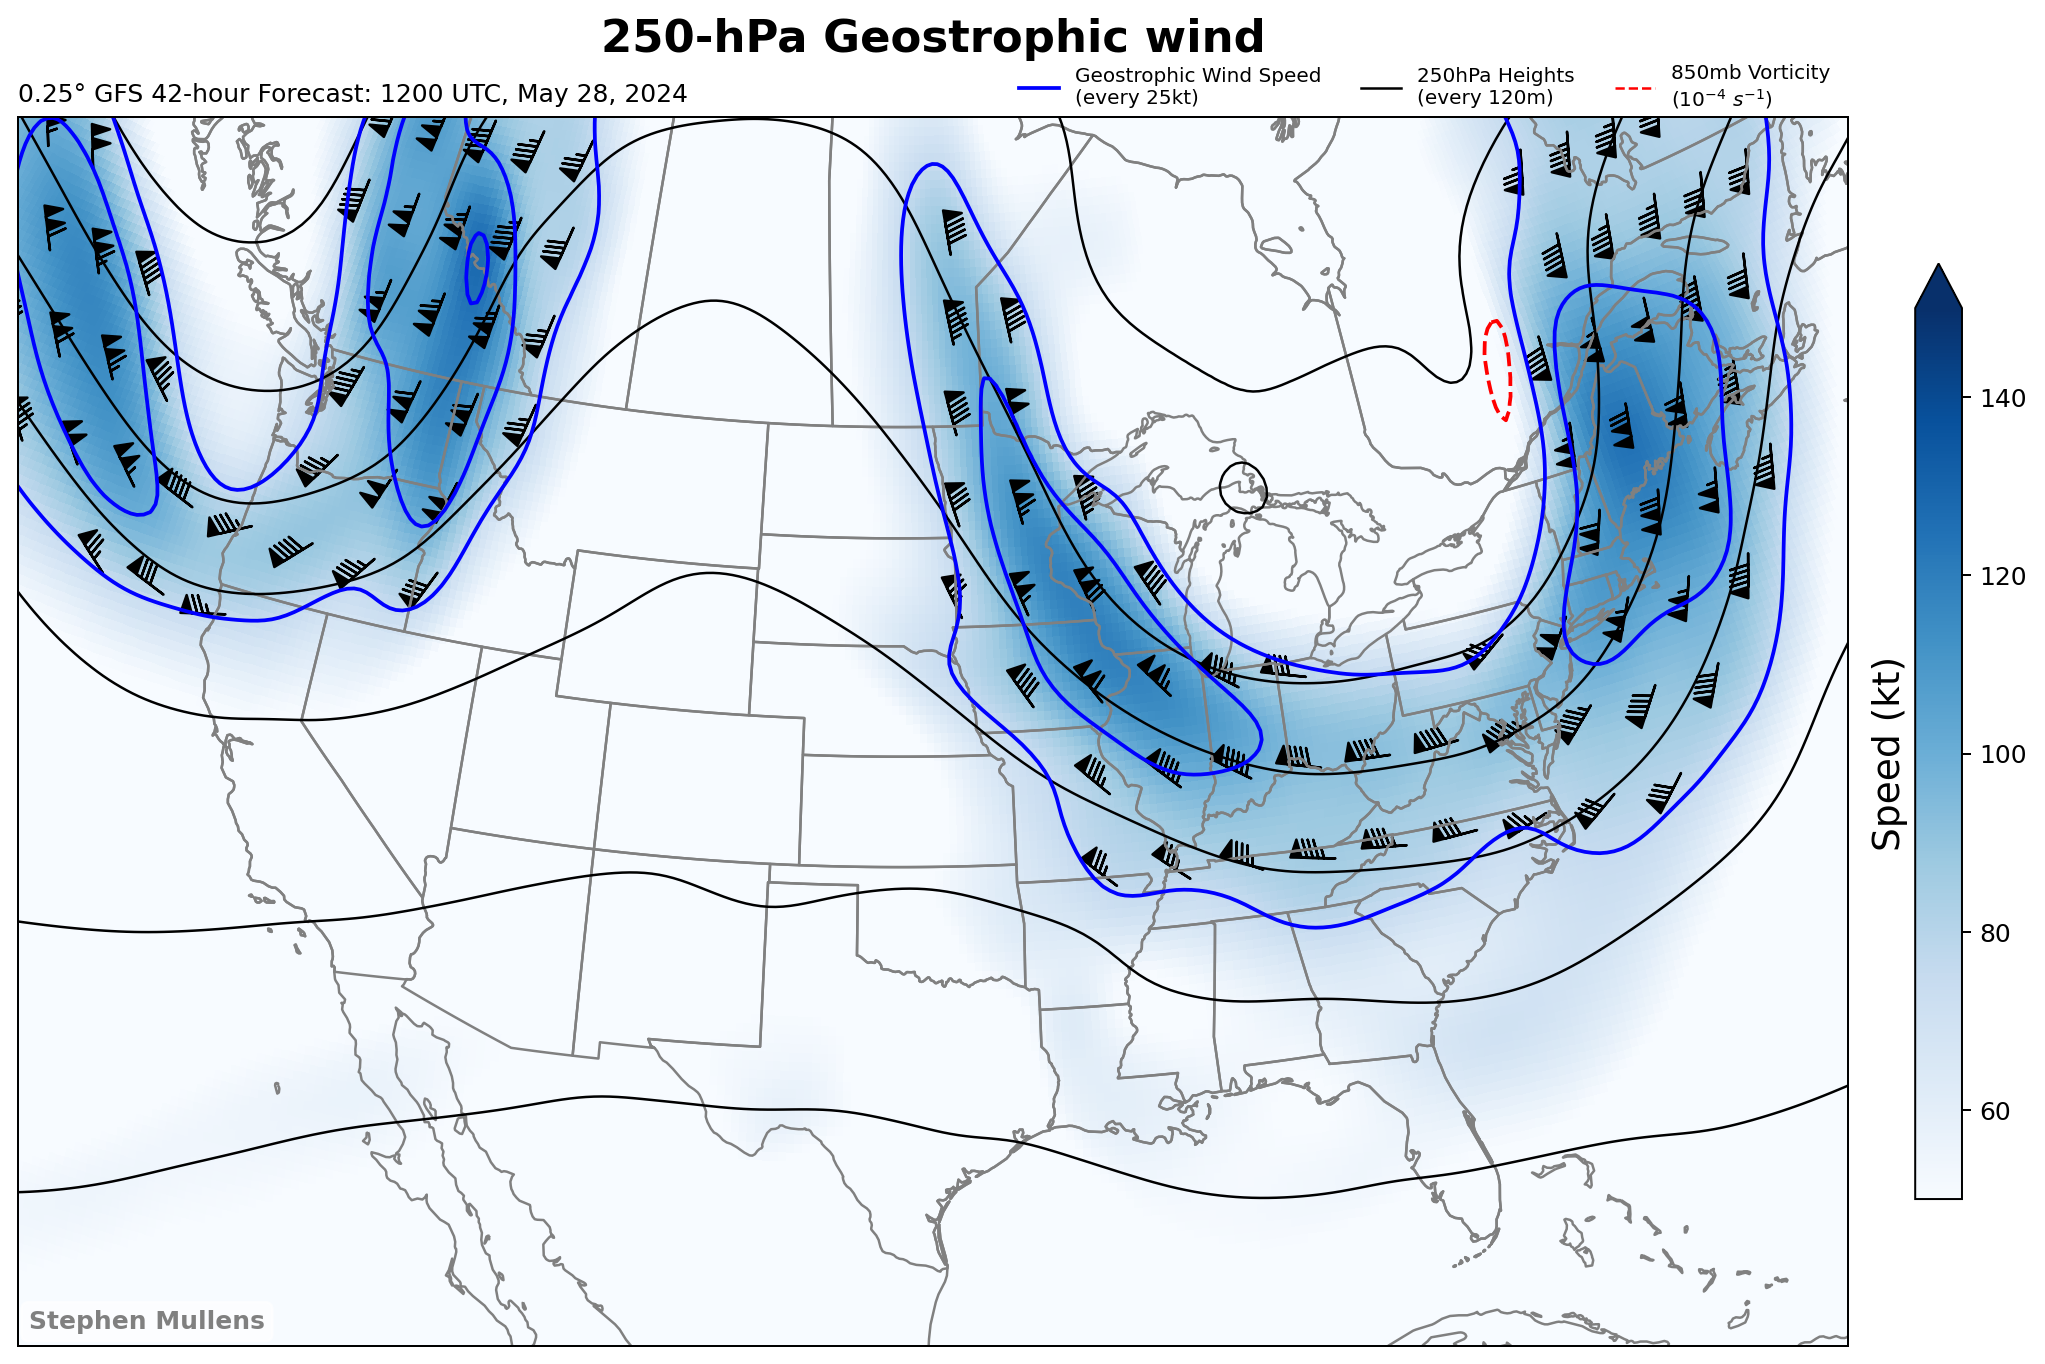 250-hPa Geostrophic wind
0.25° GFS 42-hour Forecast: 1200 UTC, May 28, 2024
Geostrophic Wind Speed
(every 25kt)
250hPa Heights
(every 120m)
850mb Vorticity
(10⁻⁴ s⁻¹)
140
120
100
80
60
Speed (kt)
Stephen Mullens